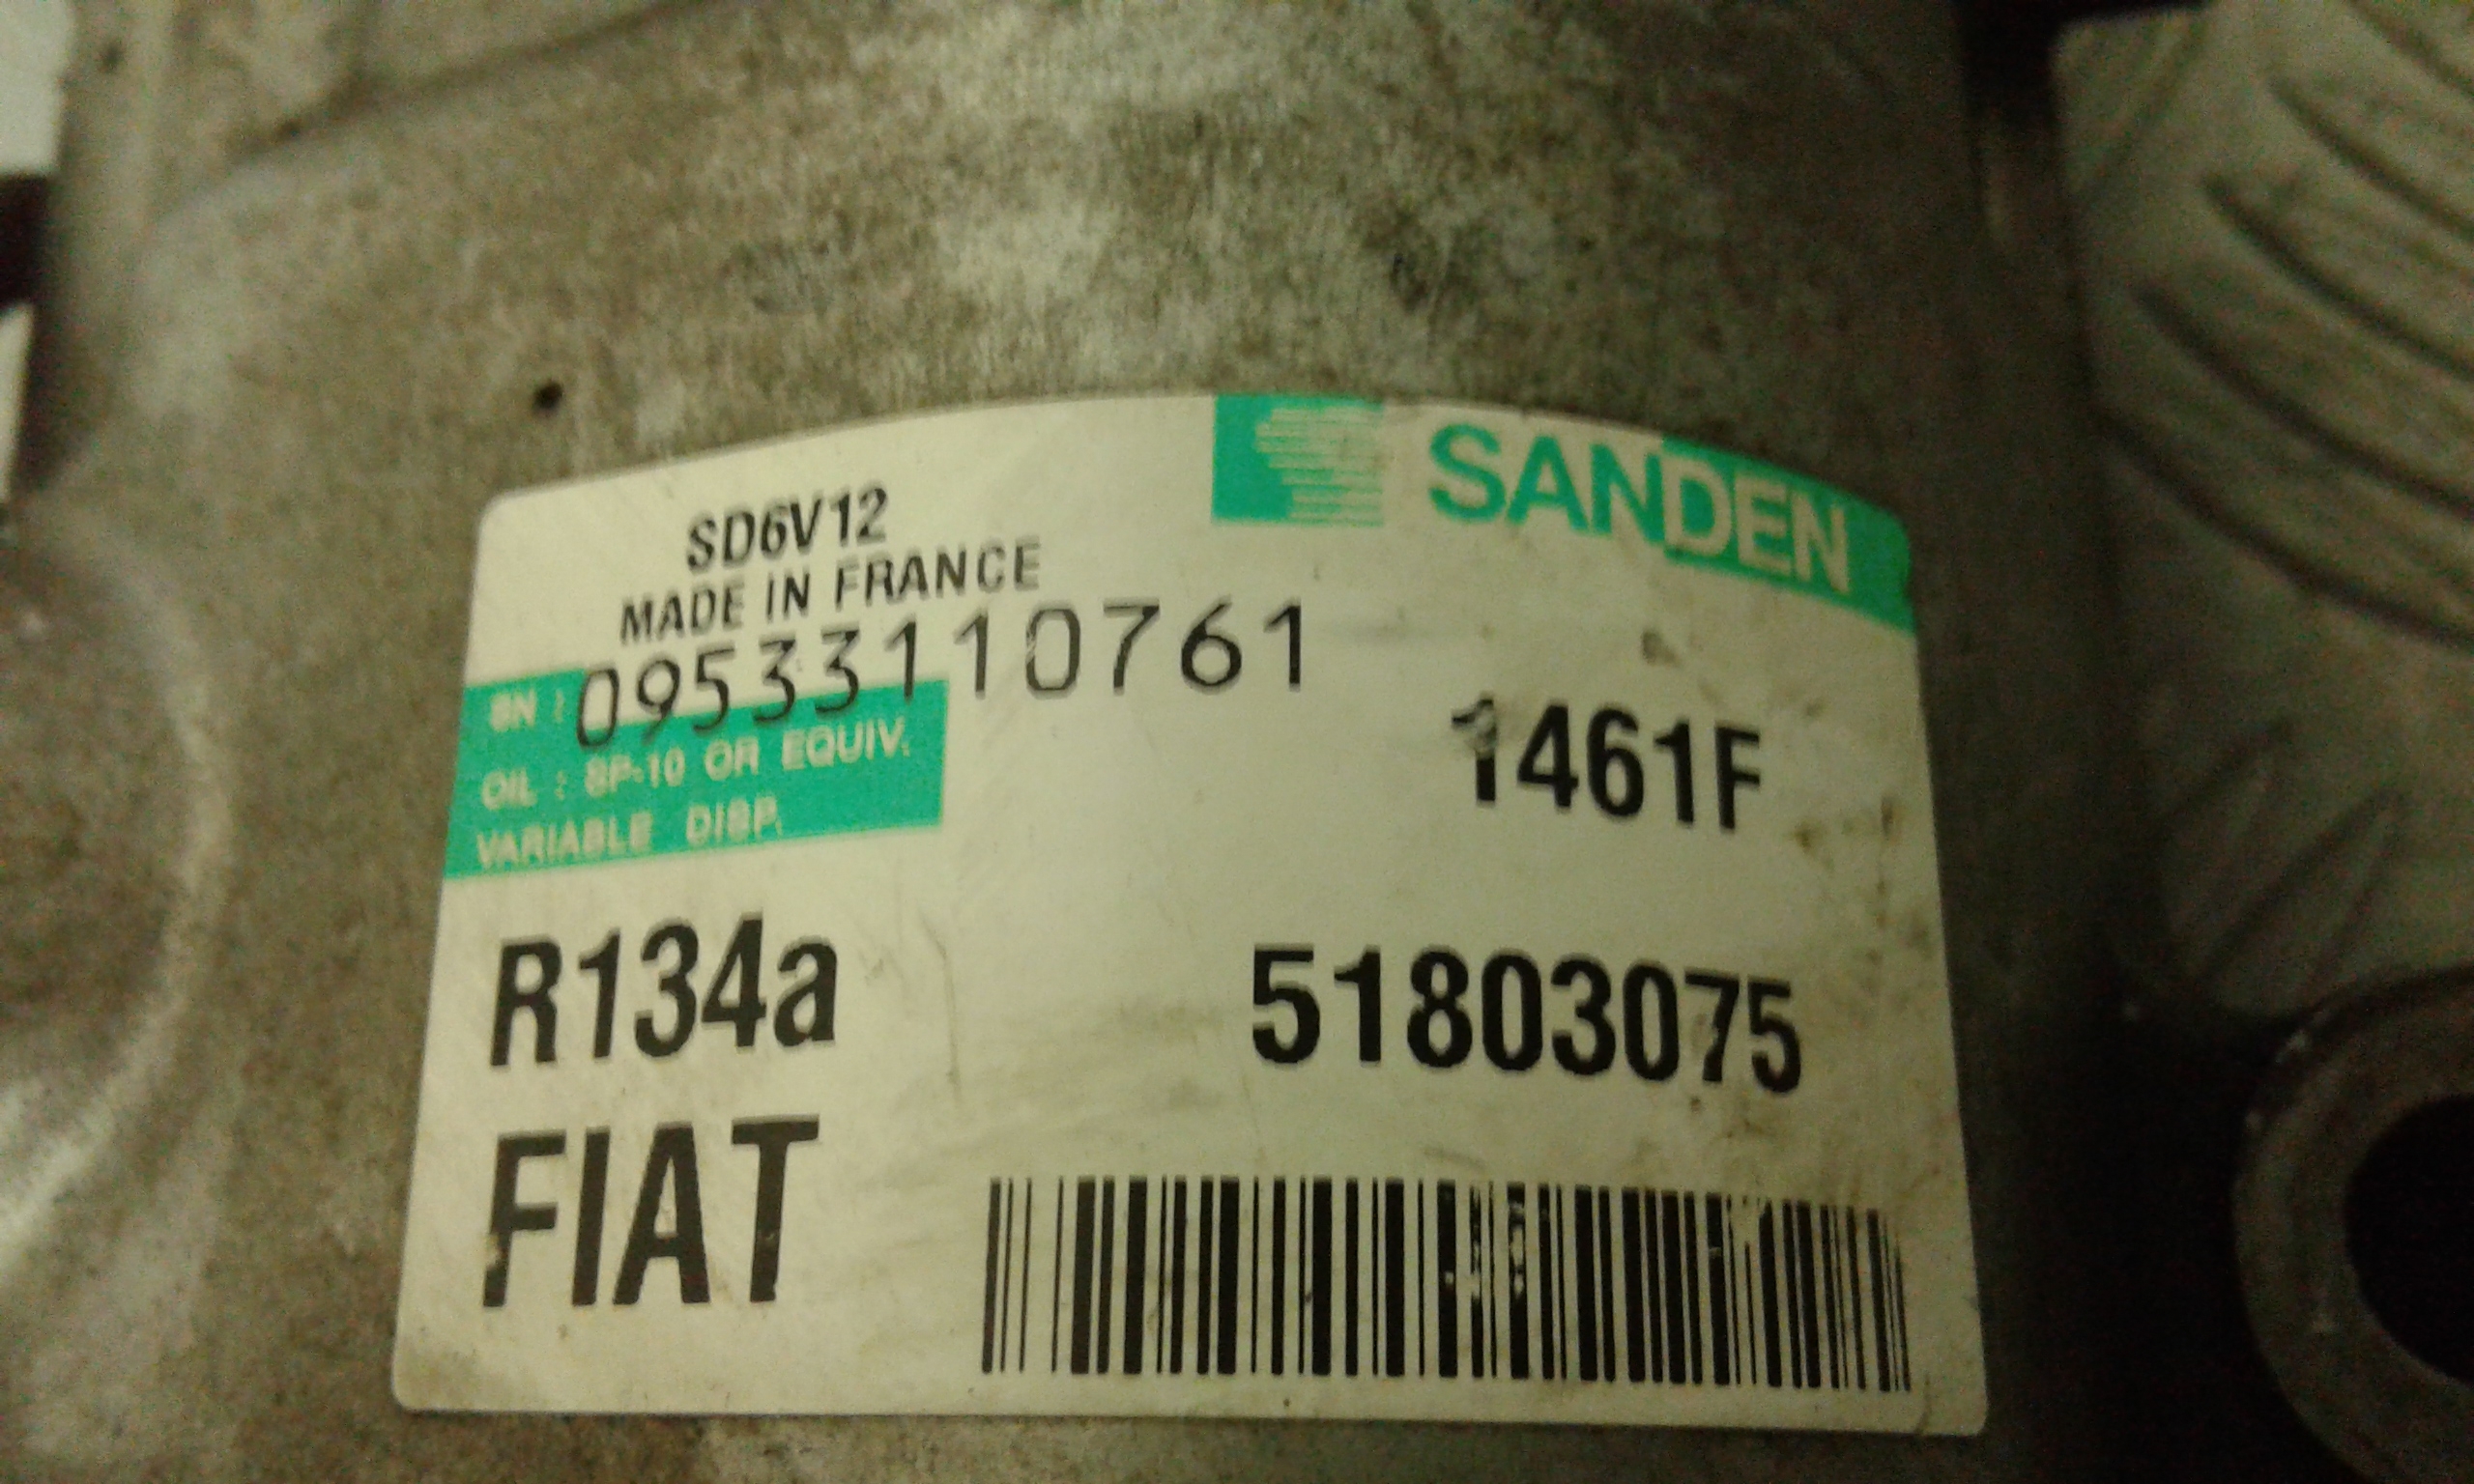 SANDEN
SD6V12
MADE IN FRANCE
SN : 09533110761
OIL : SP-10 OR EQUIV.
VARIABLE DISP.
1461F
R134a
51803075
FIAT